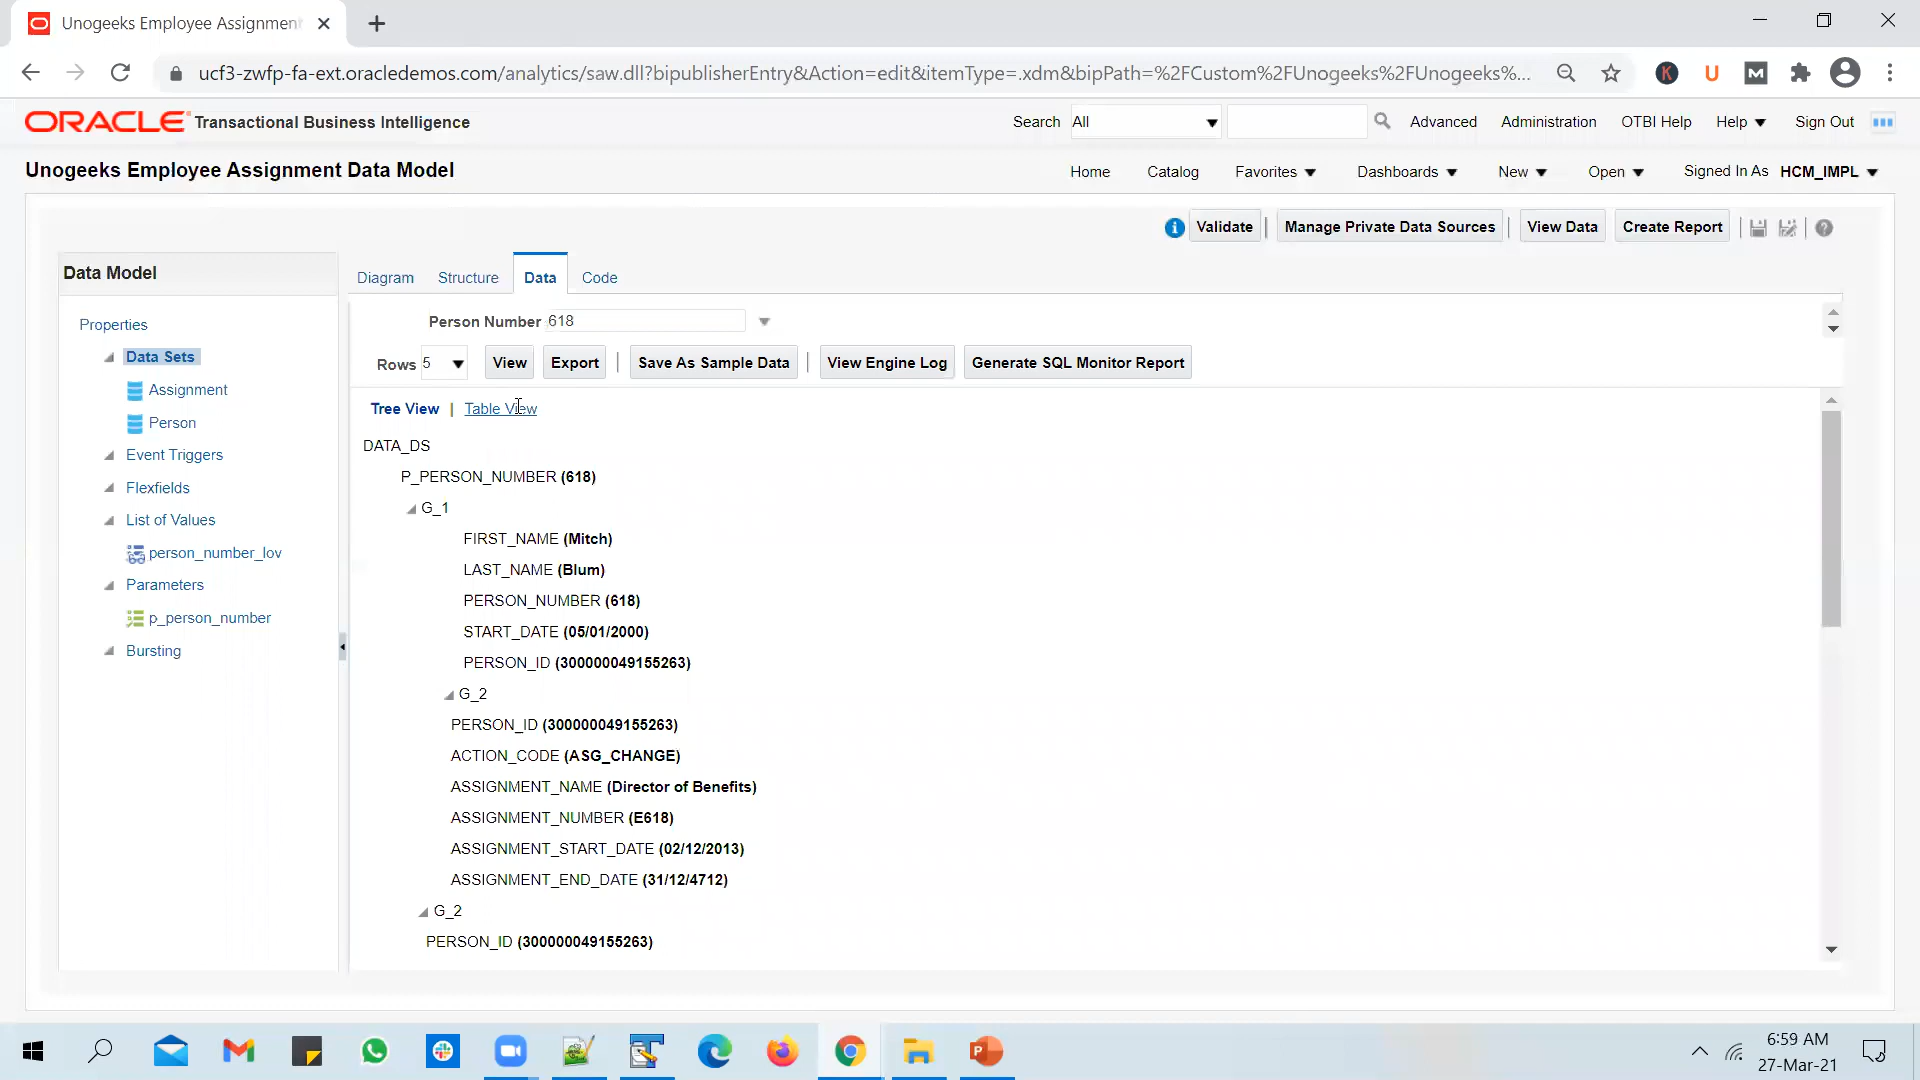 Unogeeks Employee Assignment
ucf3-zwfp-fa-ext.oracledemos.com/analytics/saw.dll?bipublisherEntry&Action=edit&itemType=.xdm&bipPath=%2FCustom%2FUnogeeks%2FUnogeeks%...
ORACLE Transactional Business Intelligence
Search All Advanced Administration OTBI Help Help Sign Out
Unogeeks Employee Assignment Data Model
Home Catalog Favorites Dashboards New Open Signed In As HCM_IMPL
Validate Manage Private Data Sources View Data Create Report
Data Model
Properties
Data Sets
Assignment
Person
Event Triggers
Flexfields
List of Values
person_number_lov
Parameters
p_person_number
Bursting
Diagram Structure Data Code
Person Number 618
Rows 5 View Export | Save As Sample Data | View Engine Log Generate SQL Monitor Report
Tree View | Table View
DATA_DS
P_PERSON_NUMBER (618)
G_1
FIRST_NAME (Mitch)
LAST_NAME (Blum)
PERSON_NUMBER (618)
START_DATE (05/01/2000)
PERSON_ID (300000049155263)
G_2
PERSON_ID (300000049155263)
ACTION_CODE (ASG_CHANGE)
ASSIGNMENT_NAME (Director of Benefits)
ASSIGNMENT_NUMBER (E618)
ASSIGNMENT_START_DATE (02/12/2013)
ASSIGNMENT_END_DATE (31/12/4712)
G_2
PERSON_ID (300000049155263)
6:59 AM
27-Mar-21